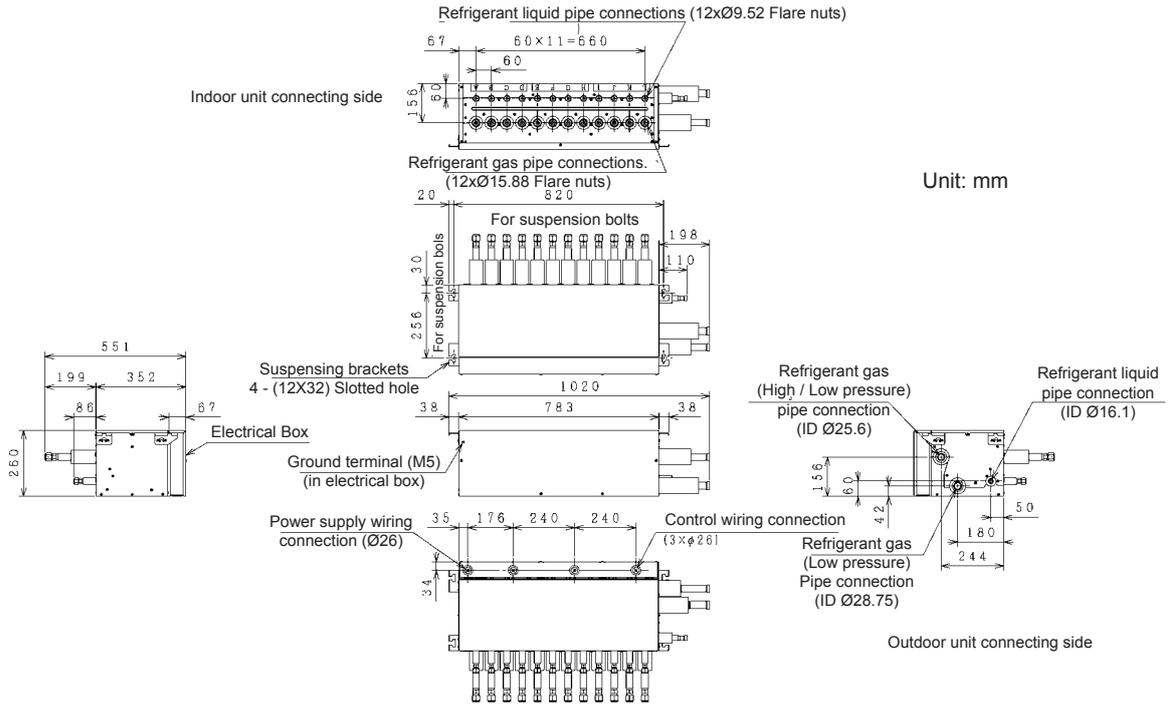 Refrigerant liquid pipe connections (12xØ9.52 Flare nuts)
67
60×11=660
60
Indoor unit connecting side
156
60
Refrigerant gas pipe connections.
(12xØ15.88 Flare nuts)
Unit: mm
20
820
For suspension bolts
198
110
30
For suspension bols
256
551
199
352
86
67
Suspensing brackets
4 - (12X32) Slotted hole
1020
38
783
38
Electrical Box
260
Ground terminal (M5)
(in electrical box)
Refrigerant gas
(High / Low pressure)
pipe connection
(ID Ø25.6)
Refrigerant liquid
pipe connection
(ID Ø16.1)
156
60
42
50
180
244
Power supply wiring
connection (Ø26)
35
176
240
240
Control wiring connection
(3×φ26)
34
Refrigerant gas
(Low pressure)
Pipe connection
(ID Ø28.75)
Outdoor unit connecting side